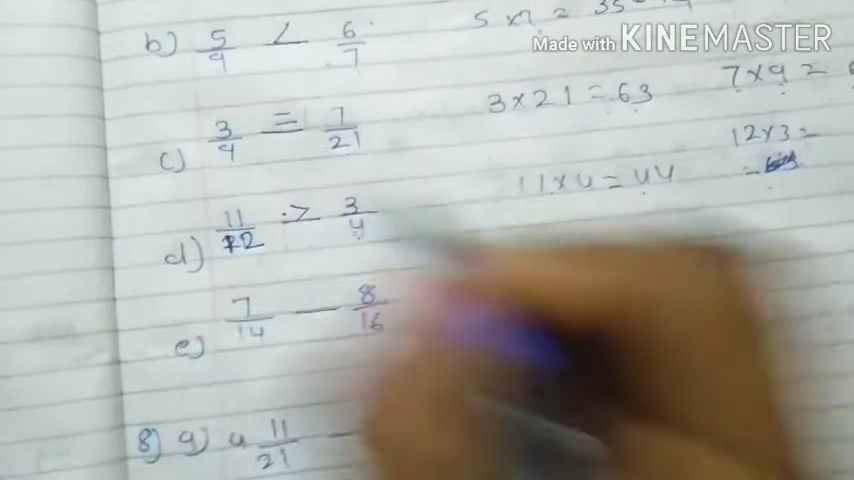 b) 5/9 < 6/7 5 x 7 = 35
Made with KINEMASTER
c) 3/9 = 7/21 3 x 21 = 63 7 x 9 =
d) 11/12 > 3/4 11 x 4 = 44 12 x 3 =
e) 7/14 — 8/16
8) a) 4 11/21 —